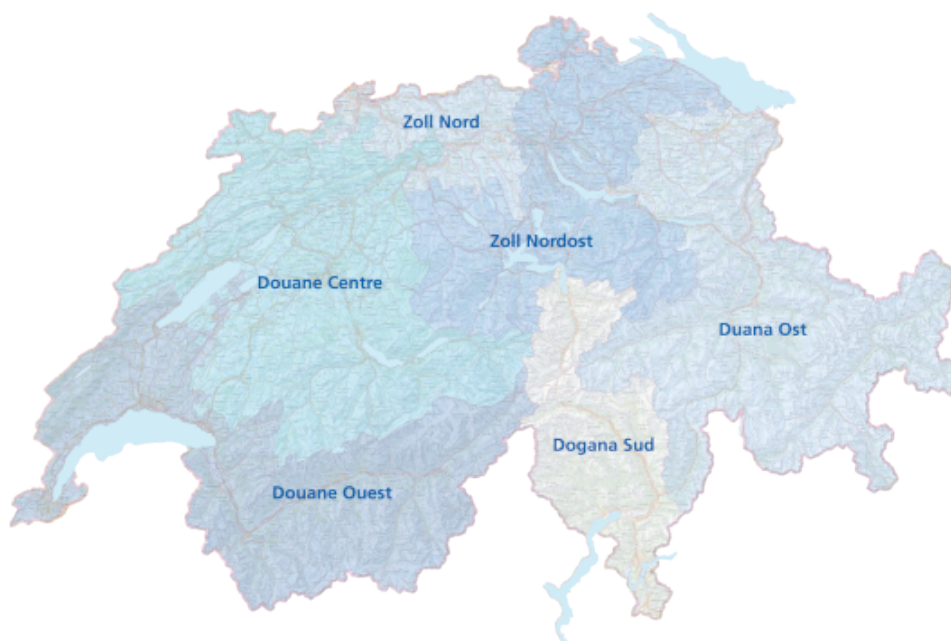 Zoll Nord
Zoll Nordost
Douane Centre
Duana Ost
Dogana Sud
Douane Ouest